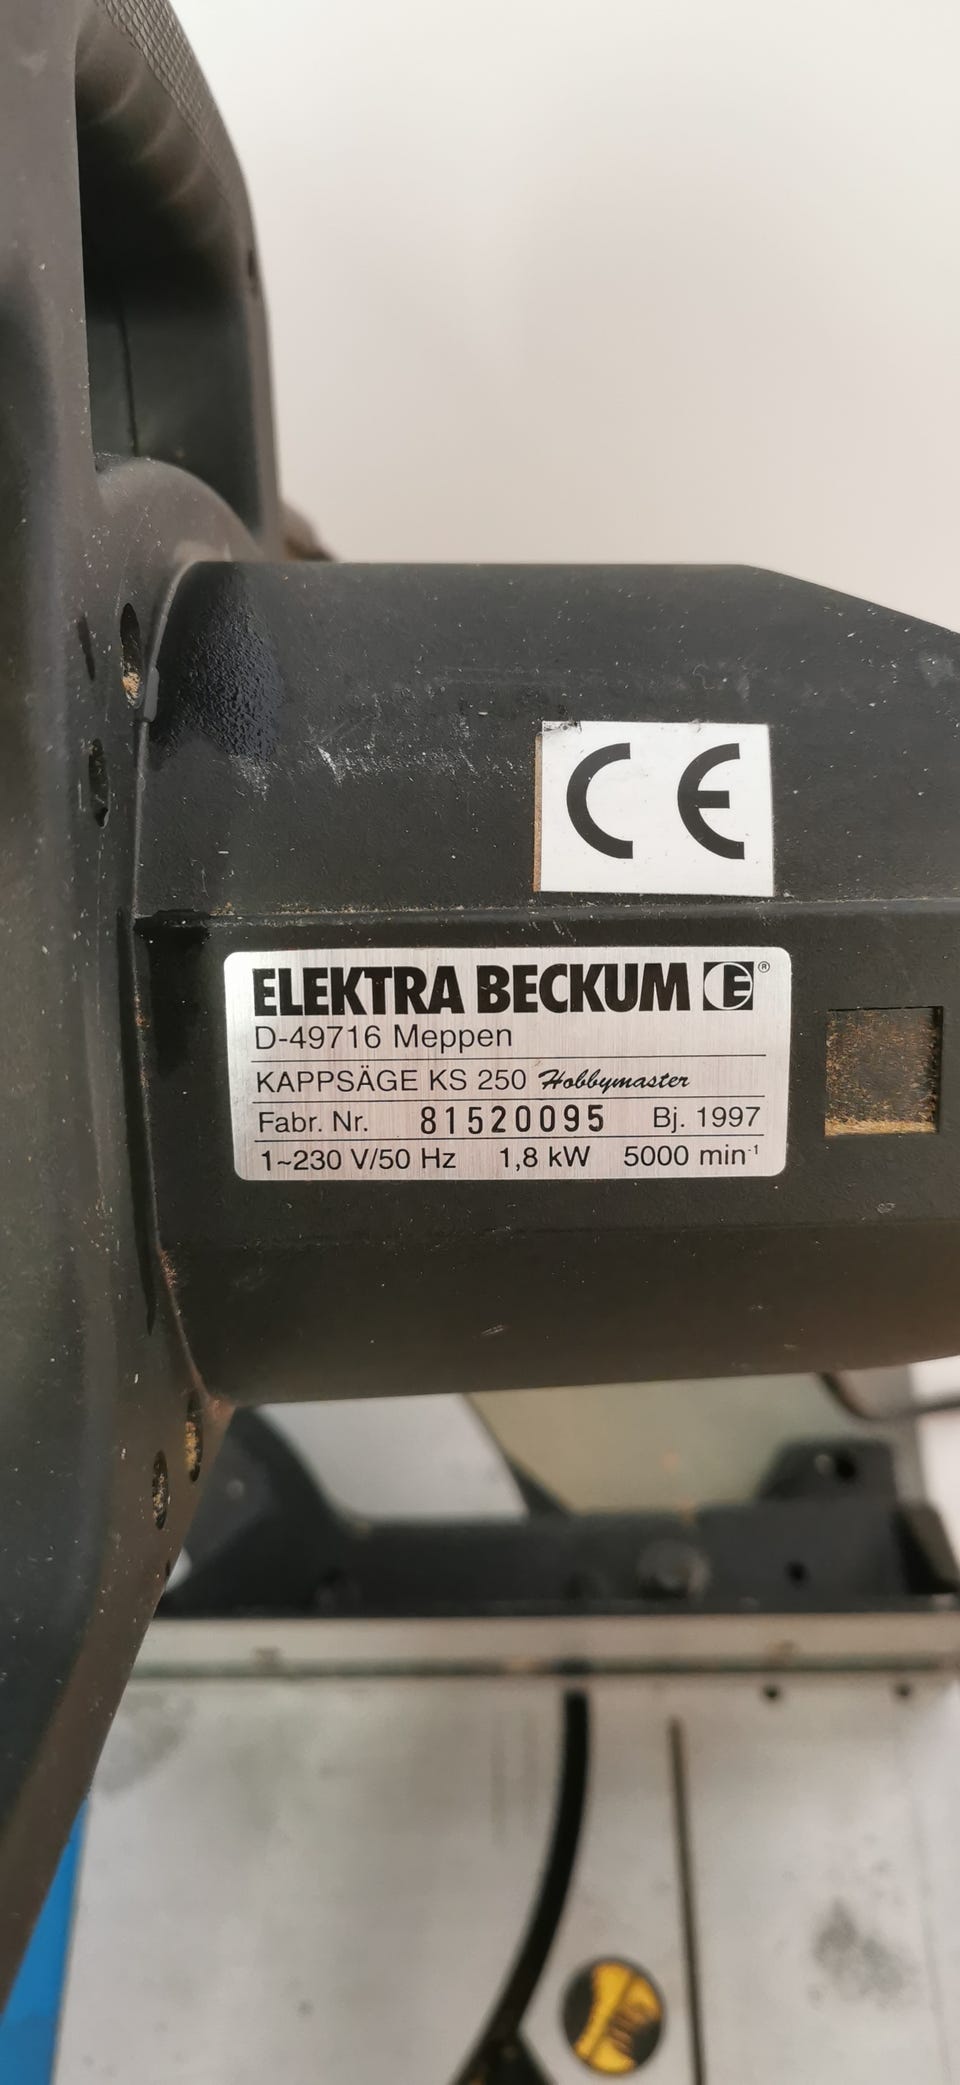 CE
ELEKTRA BECKUM E®
D-49716 Meppen
KAPPSÄGE KS 250 Hobbymaster
Fabr. Nr. 81520095 Bj. 1997
1~230 V/50 Hz 1,8 kW 5000 min⁻¹